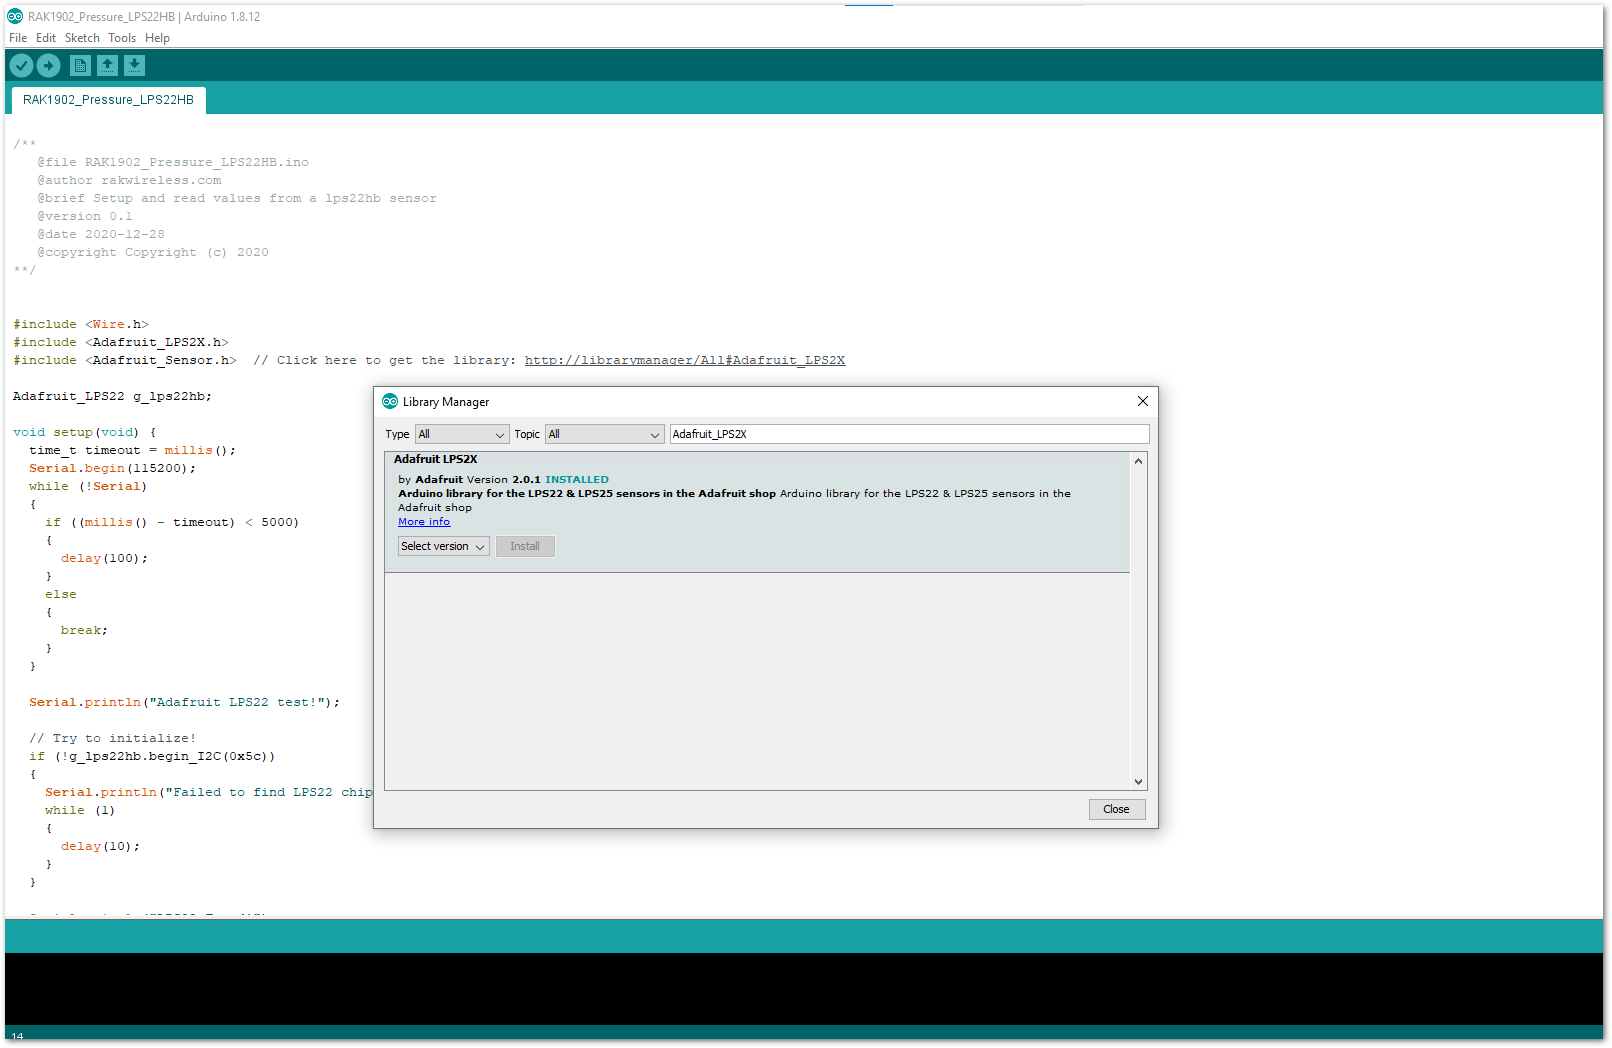 RAK1902_Pressure_LPS22HB | Arduino 1.8.12
File Edit Sketch Tools Help
RAK1902_Pressure_LPS22HB
/**
@file RAK1902_Pressure_LPS22HB.ino
@author rakwireless.com
@brief Setup and read values from a lps22hb sensor
@version 0.1
@date 2020-12-28
@copyright Copyright (c) 2020
**/
#include <Wire.h>
#include <Adafruit_LPS2X.h>
#include <Adafruit_Sensor.h>  // Click here to get the library: http://librarymanager/All#Adafruit_LPS2X
Adafruit_LPS22 g_lps22hb;
void setup(void) {
time_t timeout = millis();
Serial.begin(115200);
while (!Serial)
{
if ((millis() - timeout) < 5000)
{
delay(100);
}
else
{
break;
}
}
Serial.println("Adafruit LPS22 test!");
// Try to initialize!
if (!g_lps22hb.begin_I2C(0x5c))
{
Serial.println("Failed to find LPS22 chip
while (1)
{
delay(10);
}
}
Library Manager
Type All Topic All Adafruit_LPS2X
Adafruit LPS2X
by Adafruit Version 2.0.1 INSTALLED
Arduino library for the LPS22 & LPS25 sensors in the Adafruit shop Arduino library for the LPS22 & LPS25 sensors in the
Adafruit shop
More info
Select version Install
Close
14